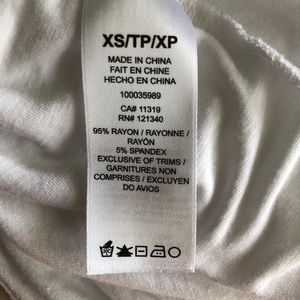 XS/TP/XP
MADE IN CHINA
FAIT EN CHINE
HECHO EN CHINA
100035989
CA# 11319
RN# 121340
95% RAYON / RAYONNE /
RAYÓN
5% SPANDEX
EXCLUSIVE OF TRIMS /
GARNITURES NON
COMPRISES / EXCLUYEN
DO AVIOS